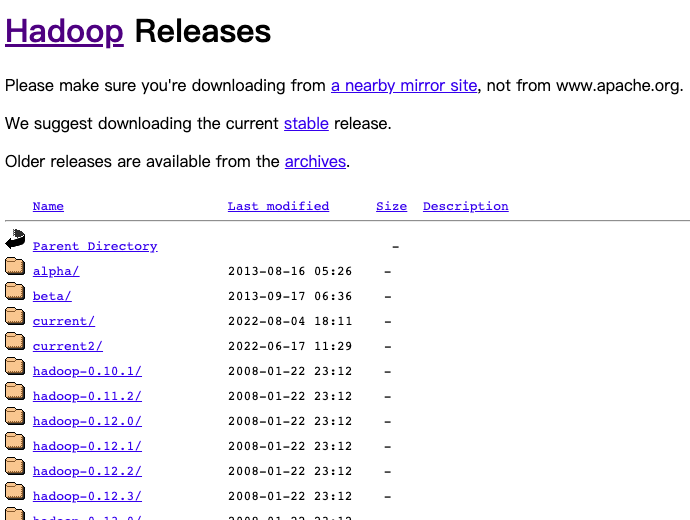 Hadoop Releases
Please make sure you're downloading from a nearby mirror site, not from www.apache.org.
We suggest downloading the current stable release.
Older releases are available from the archives.
Name Last modified Size Description
Parent Directory -
alpha/ 2013-08-16 05:26 -
beta/ 2013-09-17 06:36 -
current/ 2022-08-04 18:11 -
current2/ 2022-06-17 11:29 -
hadoop-0.10.1/ 2008-01-22 23:12 -
hadoop-0.11.2/ 2008-01-22 23:12 -
hadoop-0.12.0/ 2008-01-22 23:12 -
hadoop-0.12.1/ 2008-01-22 23:12 -
hadoop-0.12.2/ 2008-01-22 23:12 -
hadoop-0.12.3/ 2008-01-22 23:12 -